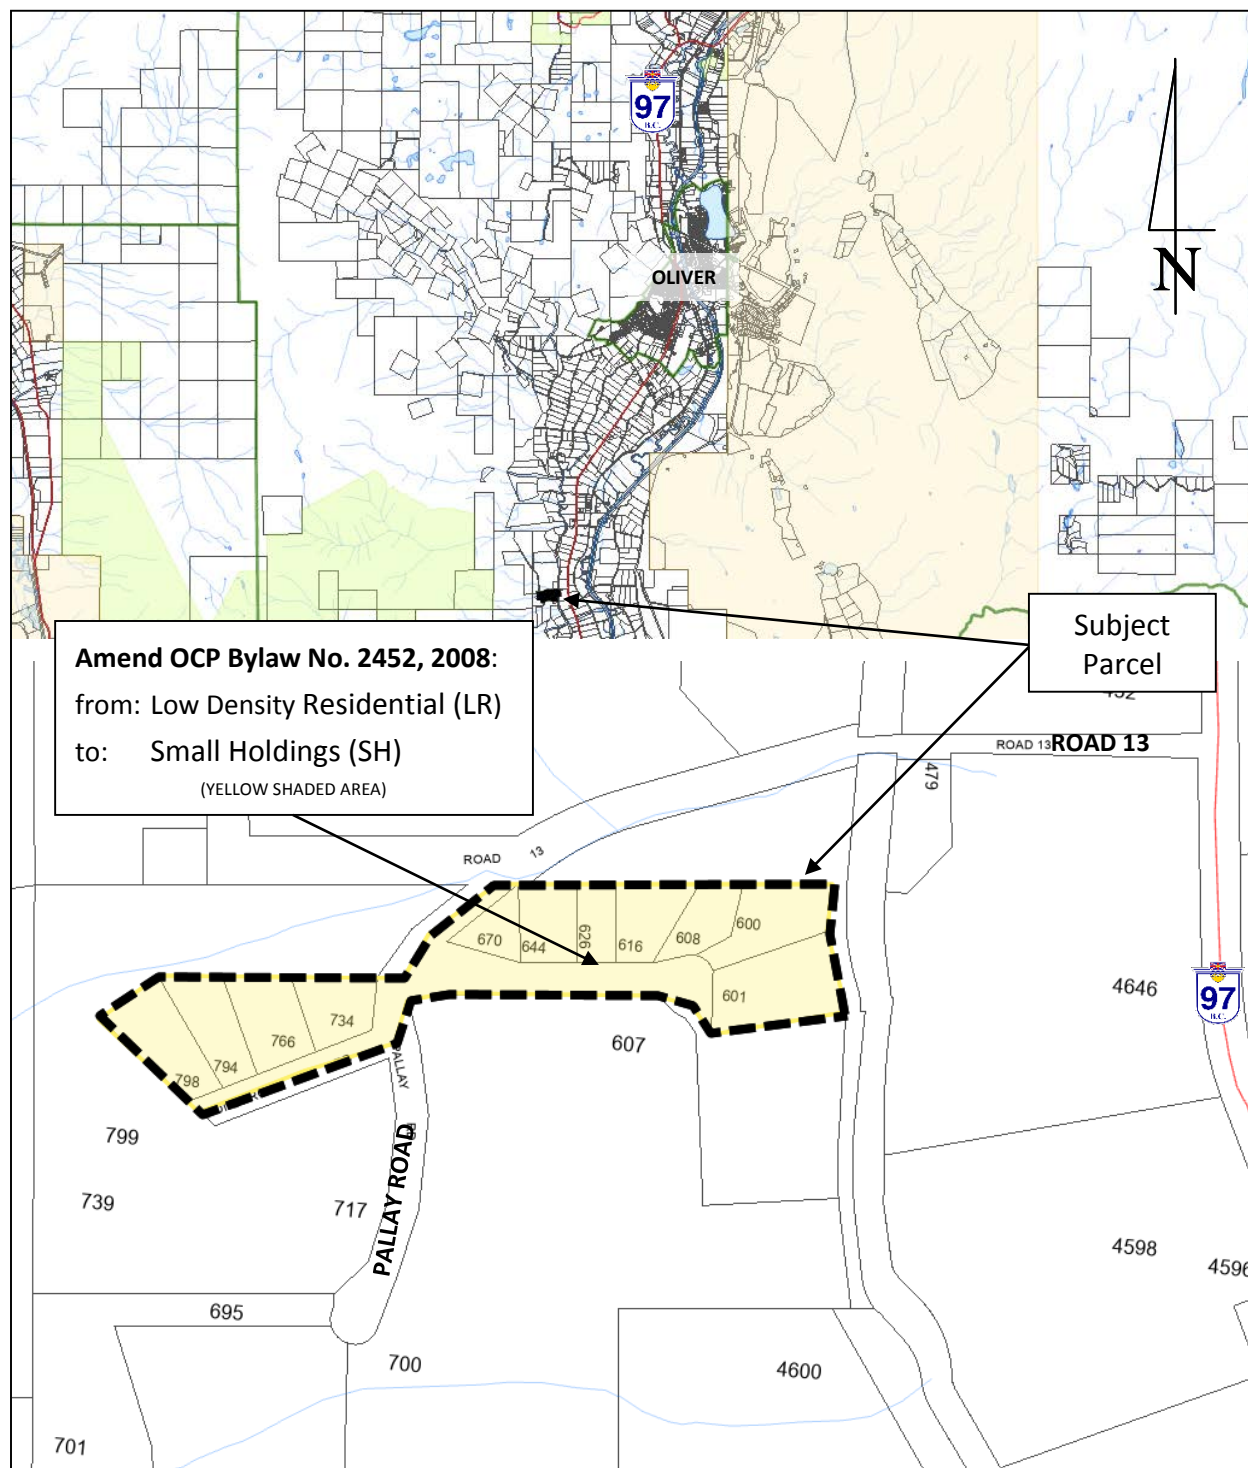 97
B.C.
N
OLIVER
Subject
Parcel
Amend OCP Bylaw No. 2452, 2008:
from: Low Density Residential (LR)
to: Small Holdings (SH)
(YELLOW SHADED AREA)
ROAD 13 ROAD 13
479
ROAD 13
670
644
626
616
608
600
601
734
766
794
798
607
4646
97
B.C.
PALLAY
PALLAY ROAD
799
739
717
695
700
701
4600
4598
4596